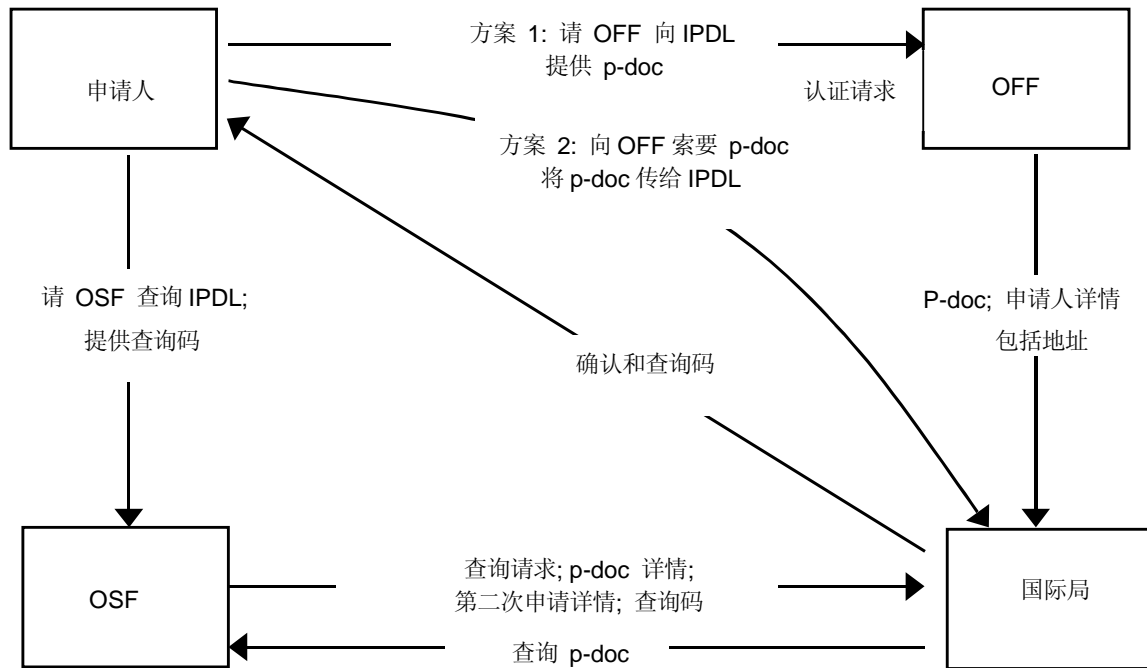 方案 1: 请 OFF 向 IPDL
提供 p-doc
申请人
认证请求
OFF
方案 2: 向 OFF 索要 p-doc
将 p-doc 传给 IPDL
请 OSF 查询 IPDL;
提供查询码
P-doc; 申请人详情
包括地址
确认和查询码
OSF
查询请求; p-doc 详情;
第二次申请详情; 查询码
国际局
查询 p-doc